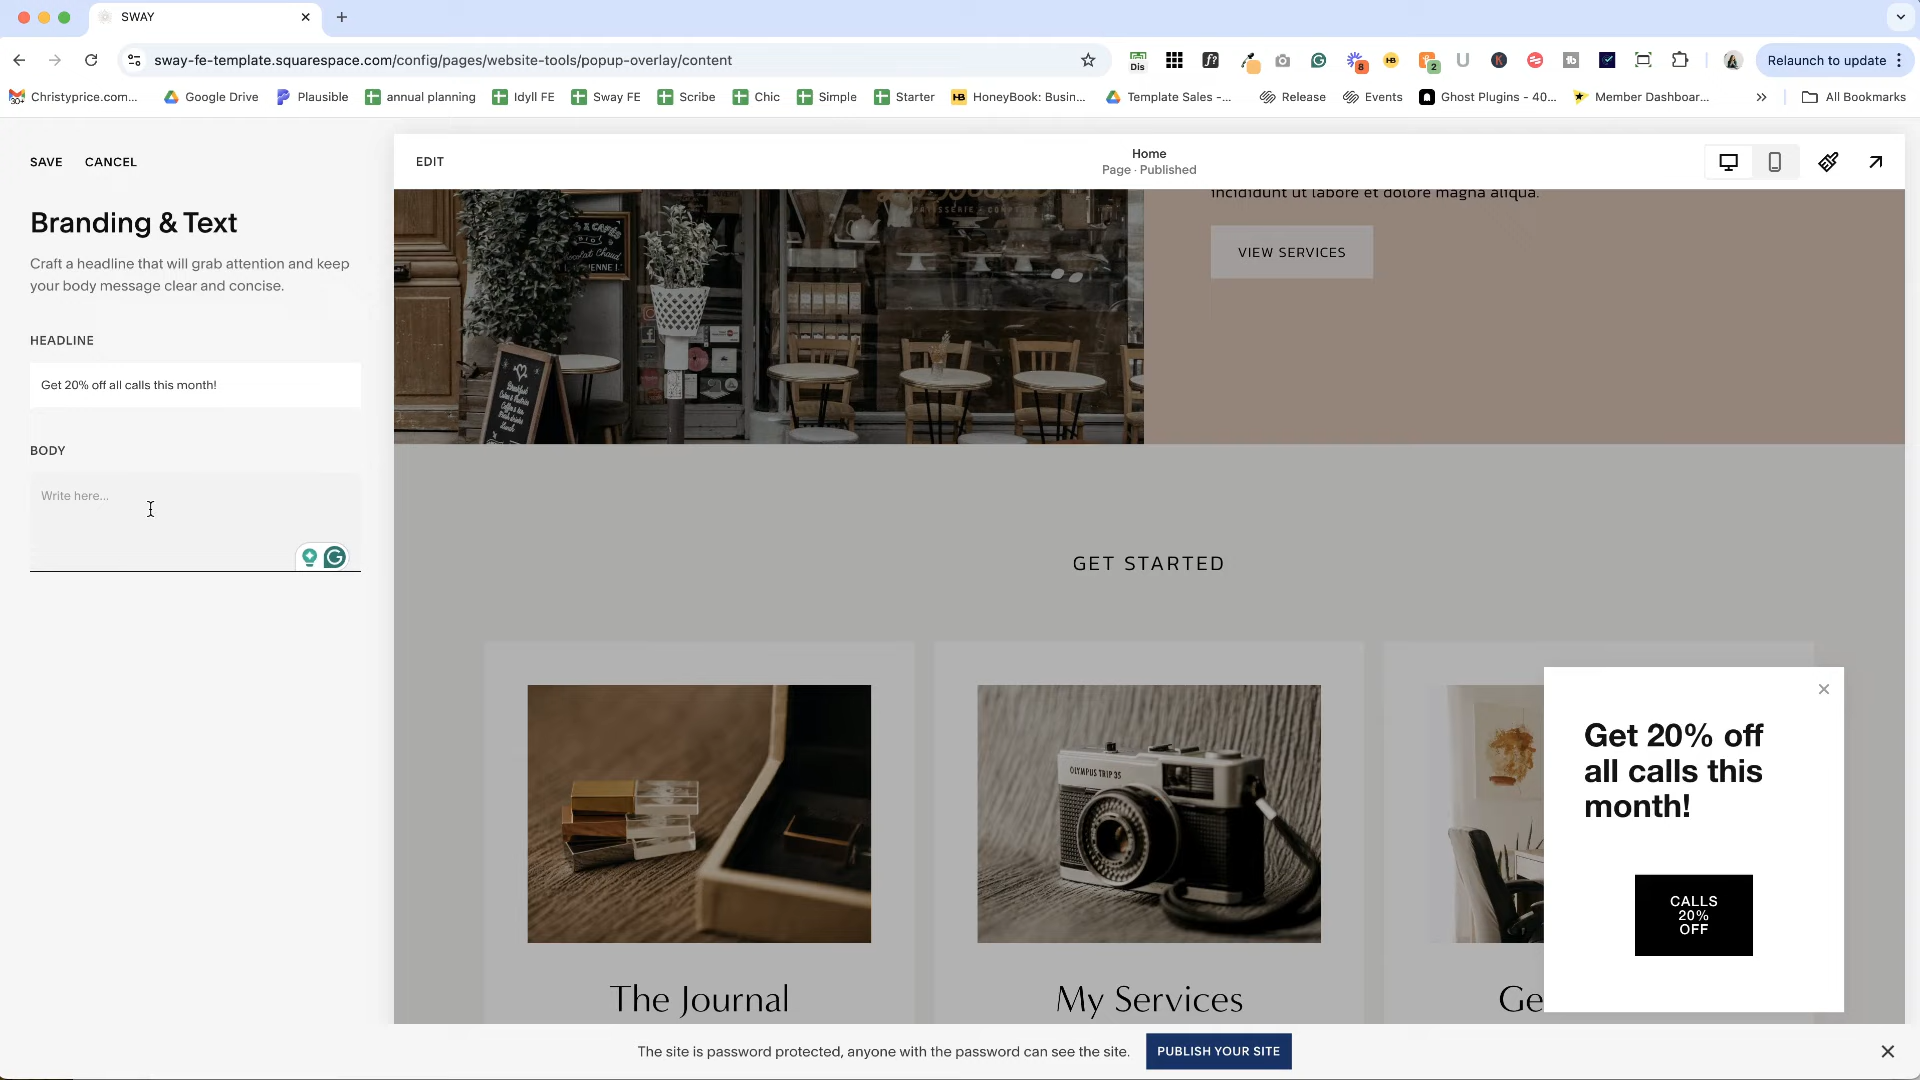 SWAY
sway-fe-template.squarespace.com/config/pages/website-tools/popup-overlay/content
Dis
8
2
Relaunch to update
Christyprice.com...
Google Drive
Plausible
annual planning
Idyll FE
Sway FE
Scribe
Chic
Simple
Starter
HoneyBook: Busin...
Template Sales -...
Release
Events
Ghost Plugins - 40...
Member Dashboar...
All Bookmarks
SAVE
CANCEL
EDIT
Home
Page · Published
Branding & Text
Craft a headline that will grab attention and keep
your body message clear and concise.
HEADLINE
Get 20% off all calls this month!
BODY
Write here...
incididunt ut labore et dolore magna aliqua.
VIEW SERVICES
GET STARTED
OLYMPUS TRIP 35
The Journal
My Services
Ge
Get 20% off
all calls this
month!
CALLS
20%
OFF
The site is password protected, anyone with the password can see the site.
PUBLISH YOUR SITE